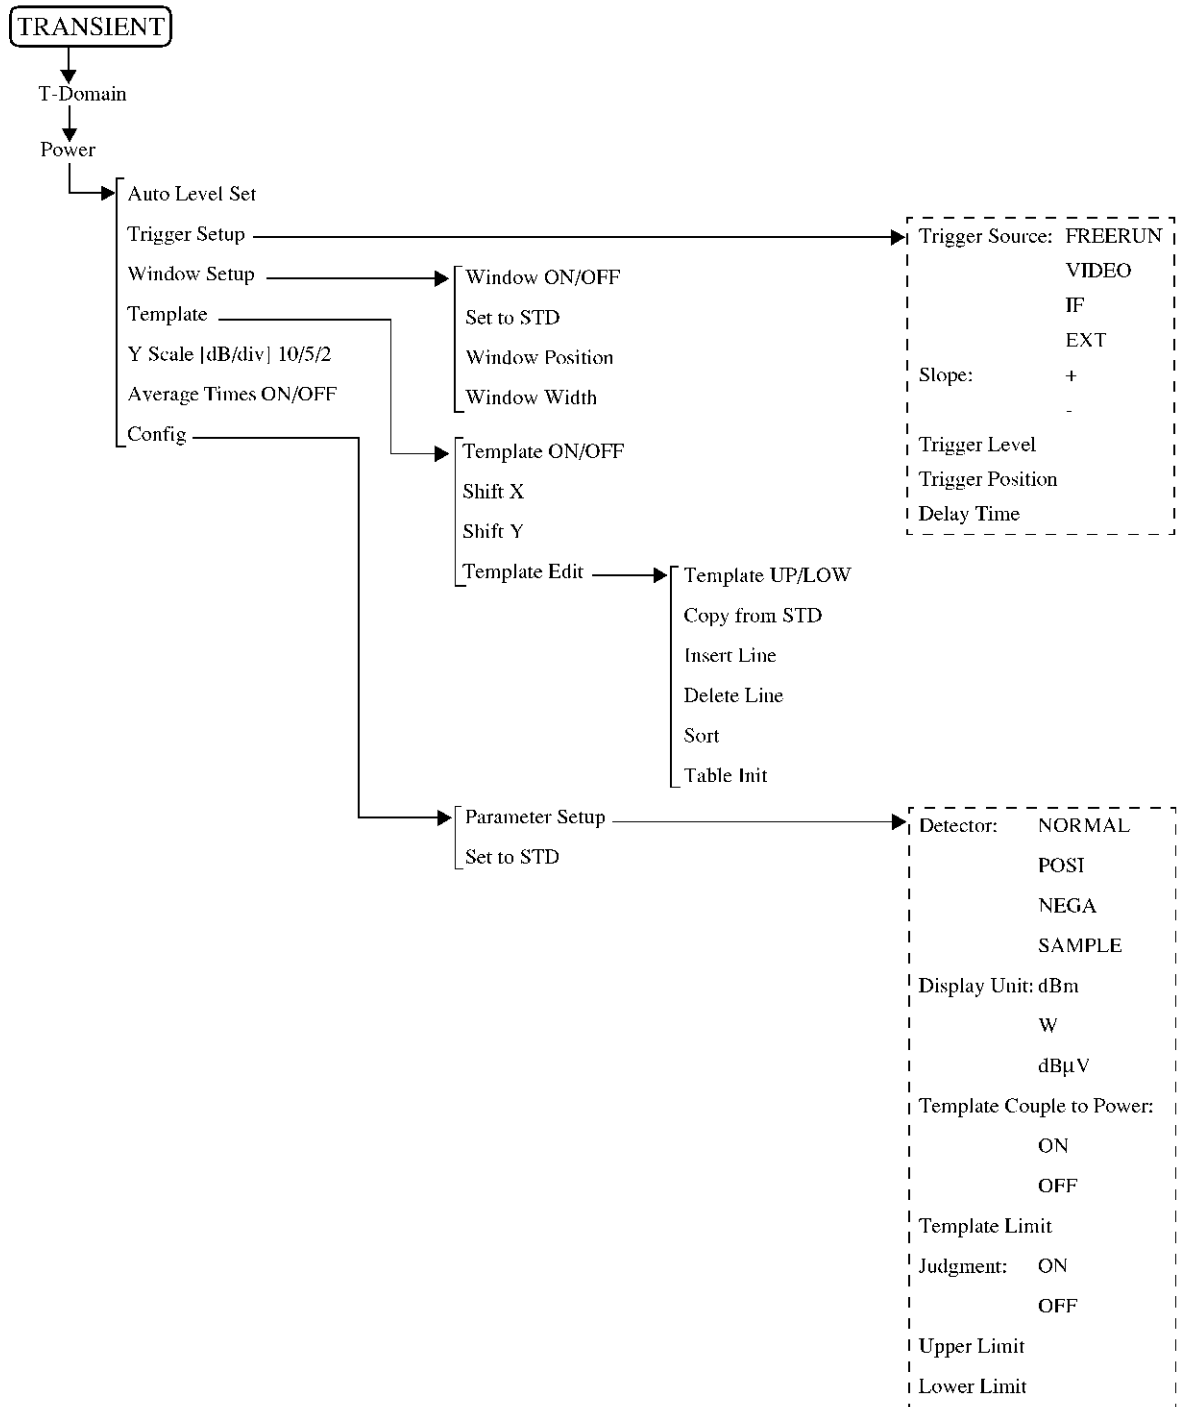 TRANSIENT
T-Domain
Power
Auto Level Set
Trigger Setup
Window Setup
Template
Y Scale [dB/div] 10/5/2
Average Times ON/OFF
Config
Window ON/OFF
Set to STD
Window Position
Window Width
Template ON/OFF
Shift X
Shift Y
Template Edit
Template UP/LOW
Copy from STD
Insert Line
Delete Line
Sort
Table Init
Parameter Setup
Set to STD
Trigger Source: FREERUN
VIDEO
IF
EXT
Slope: +
-
Trigger Level
Trigger Position
Delay Time
Detector: NORMAL
POSI
NEGA
SAMPLE
Display Unit: dBm
W
dBµV
Template Couple to Power:
ON
OFF
Template Limit
Judgment: ON
OFF
Upper Limit
Lower Limit